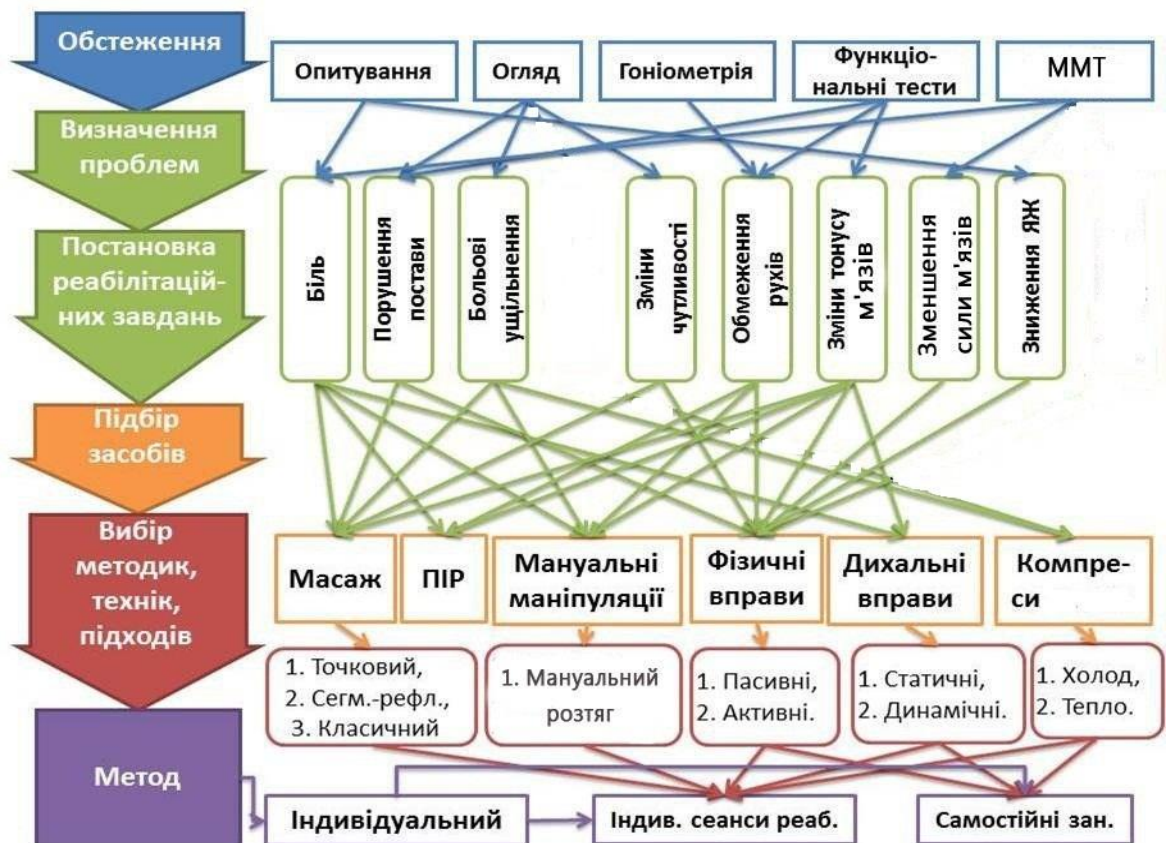 Обстеження
Опитування
Огляд
Гоніометрія
Функціо-
нальні тести
ММТ
Визначення
проблем
Постановка
реабілітацій-
них завдань
Біль
Порушення
постави
Больові
ущільнення
Зміни
чутливості
Обмеження
рухів
Зміни тонусу
м'язів
Зменшення
сили м'язів
Зниження ЯЖ
Підбір
засобів
Вибір
методик,
технік,
підходів
Масаж
ПІР
Мануальні
маніпуляції
Фізичні
вправи
Дихальні
вправи
Компре-
си
1. Точковий,
2. Сегм.-рефл.,
3. Класичний
1. Мануальний
розтяг
1. Пасивні,
2. Активні.
1. Статичні,
2. Динамічні.
1. Холод,
2. Тепло.
Метод
Індивідуальний
Індив. сеанси реаб.
Самостійні зан.